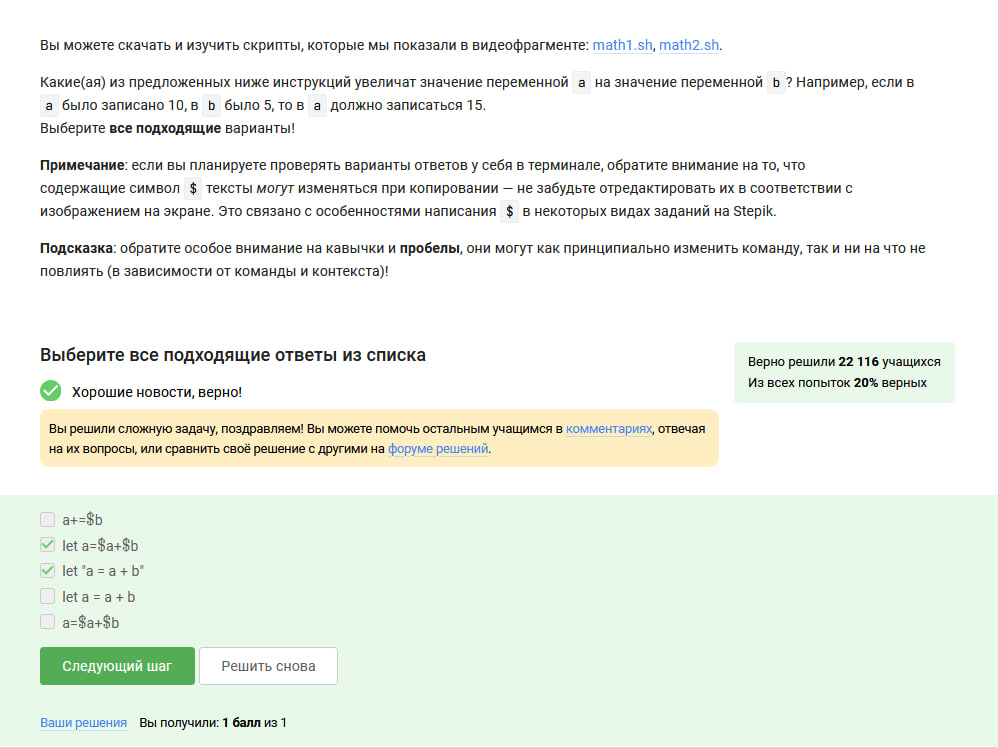 Вы можете скачать и изучить скрипты, которые мы показали в видеофрагменте: math1.sh, math2.sh.
Какие(ая) из предложенных ниже инструкций увеличат значение переменной a на значение переменной b? Например, если в
a было записано 10, в b было 5, то в a должно записаться 15.
Выберите все подходящие варианты!
Примечание: если вы планируете проверять варианты ответов у себя в терминале, обратите внимание на то, что
содержащие символ $ тексты могут изменяться при копировании — не забудьте отредактировать их в соответствии с
изображением на экране. Это связано с особенностями написания $ в некоторых видах заданий на Stepik.
Подсказка: обратите особое внимание на кавычки и пробелы, они могут как принципиально изменить команду, так и ни на что не
повлиять (в зависимости от команды и контекста)!
Выберите все подходящие ответы из списка
Верно решили 22 116 учащихся
Из всех попыток 20% верных
Хорошие новости, верно!
Вы решили сложную задачу, поздравляем! Вы можете помочь остальным учащимся в комментариях, отвечая
на их вопросы, или сравнить своё решение с другими на форуме решений.
a+=$b
let a=$a+$b
let "a = a + b"
let a = a + b
a=$a+$b
Следующий шаг
Решить снова
Ваши решения Вы получили: 1 балл из 1